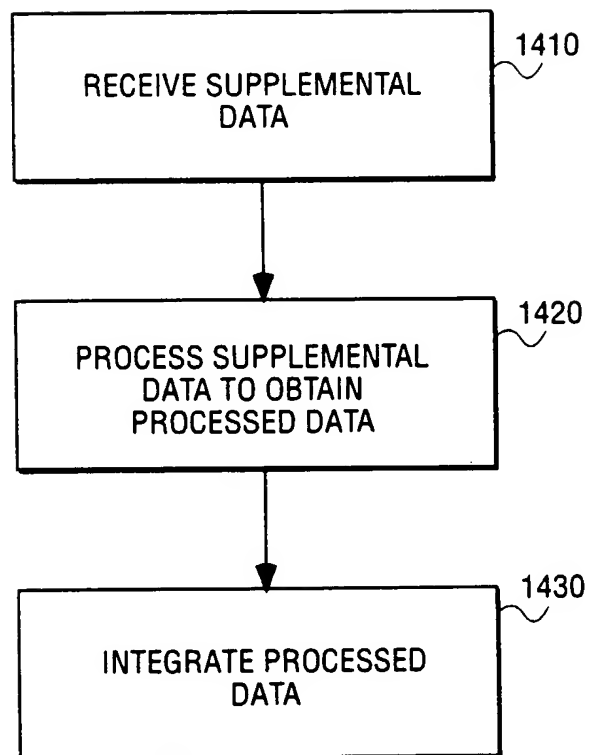 1410
RECEIVE SUPPLEMENTAL
DATA
1420
PROCESS SUPPLEMENTAL
DATA TO OBTAIN
PROCESSED DATA
1430
INTEGRATE PROCESSED
DATA